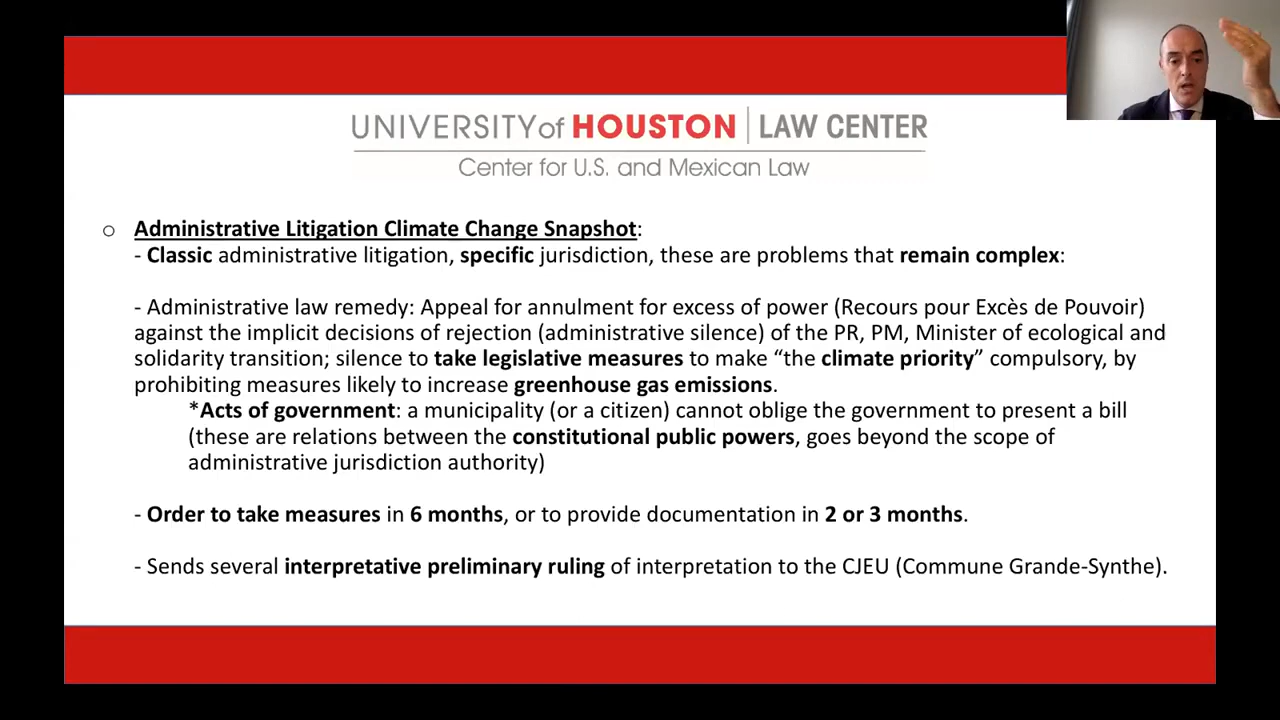 UNIVERSITY of HOUSTON | LAW CENTER
Center for U.S. and Mexican Law
o Administrative Litigation Climate Change Snapshot:
- Classic administrative litigation, specific jurisdiction, these are problems that remain complex:
- Administrative law remedy: Appeal for annulment for excess of power (Recours pour Excès de Pouvoir)
against the implicit decisions of rejection (administrative silence) of the PR, PM, Minister of ecological and
solidarity transition; silence to take legislative measures to make “the climate priority” compulsory, by
prohibiting measures likely to increase greenhouse gas emissions.
*Acts of government: a municipality (or a citizen) cannot oblige the government to present a bill
(these are relations between the constitutional public powers, goes beyond the scope of
administrative jurisdiction authority)
- Order to take measures in 6 months, or to provide documentation in 2 or 3 months.
- Sends several interpretative preliminary ruling of interpretation to the CJEU (Commune Grande-Synthe).